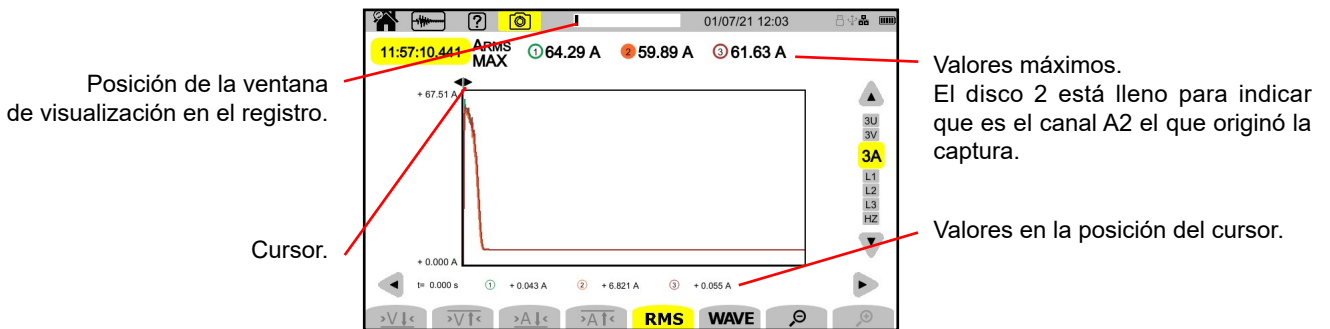 ?
01/07/21 12:03
11:57:10.441 ARMS MAX 1 64.29 A 2 59.89 A 3 61.63 A
Posición de la ventana
de visualización en el registro.
Valores máximos.
El disco 2 está lleno para indicar
que es el canal A2 el que originó la
captura.
+ 67.51 A
3U
3V
3A
L1
L2
L3
HZ
Cursor.
Valores en la posición del cursor.
+ 0.000 A
t= 0.000 s 1 + 0.043 A 2 + 6.821 A 3 + 0.055 A
>V↓< >V↑< >A↓< >A↑< RMS WAVE